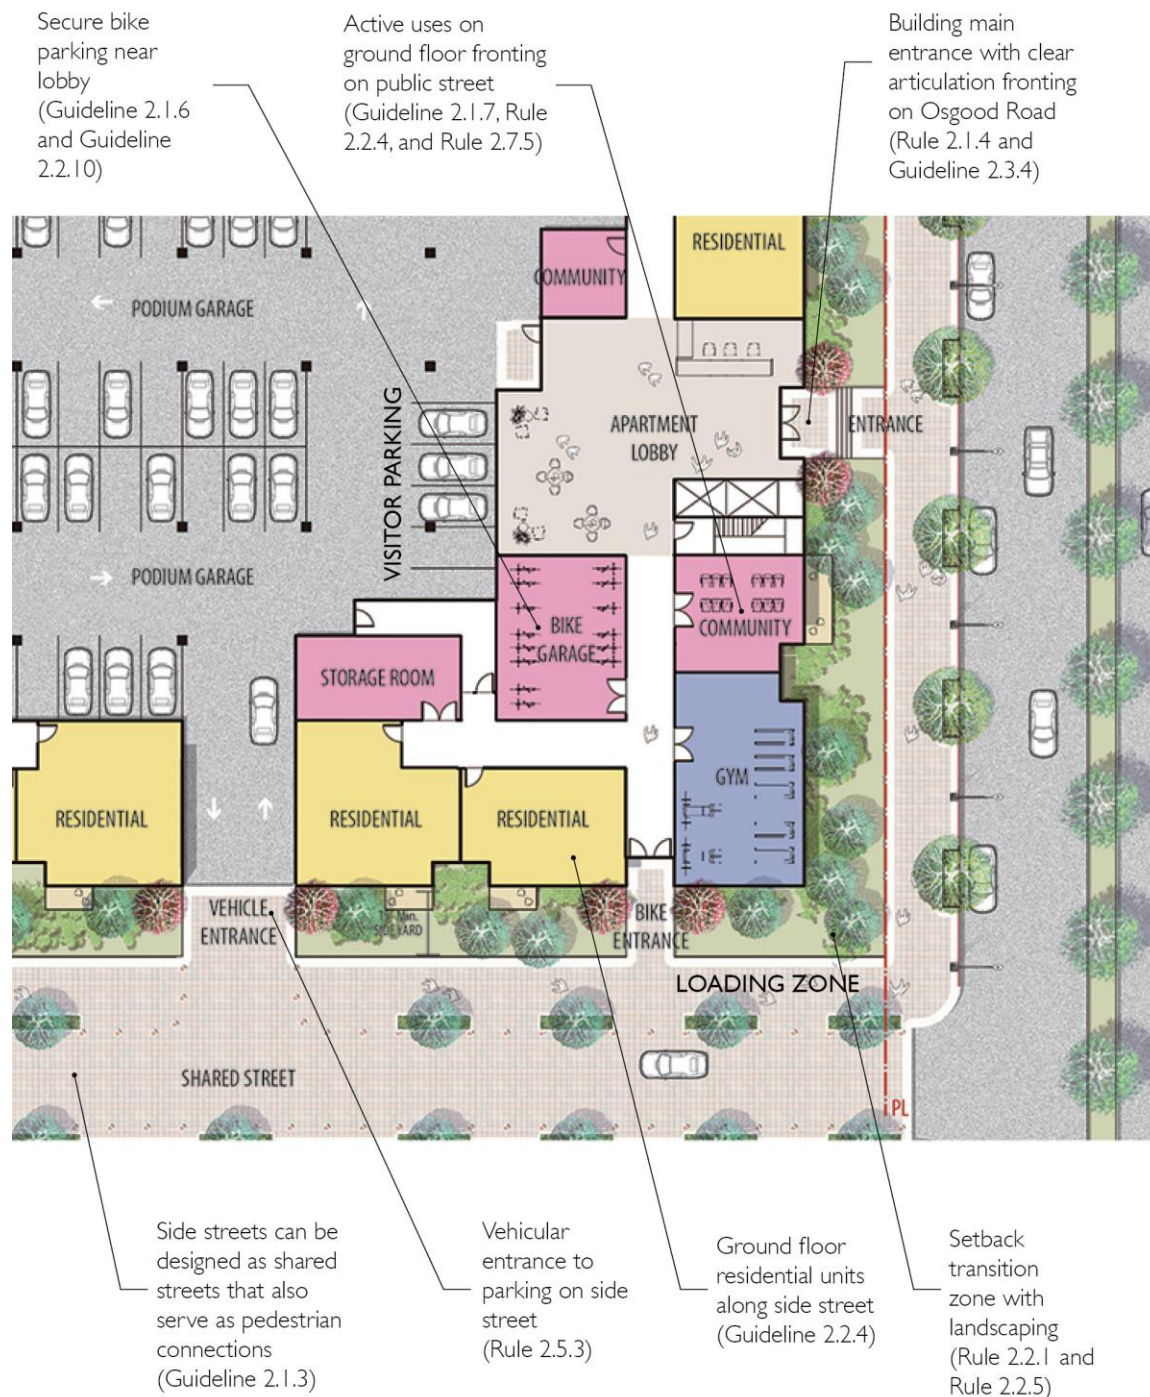 Secure bike
parking near
lobby
(Guideline 2.1.6
and Guideline
2.2.10)
Active uses on
ground floor fronting
on public street
(Guideline 2.1.7, Rule
2.2.4, and Rule 2.7.5)
Building main
entrance with clear
articulation fronting
on Osgood Road
(Rule 2.1.4 and
Guideline 2.3.4)
RESIDENTIAL
COMMUNITY
PODIUM GARAGE
VISITOR PARKING
APARTMENT
LOBBY
ENTRANCE
PODIUM GARAGE
BIKE
GARAGE
COMMUNITY
STORAGE ROOM
GYM
RESIDENTIAL
RESIDENTIAL
RESIDENTIAL
VEHICLE
ENTRANCE
Min.
SIDE YARD
BIKE
ENTRANCE
LOADING ZONE
SHARED STREET
PL
Side streets can be
designed as shared
streets that also
serve as pedestrian
connections
(Guideline 2.1.3)
Vehicular
entrance to
parking on side
street
(Rule 2.5.3)
Ground floor
residential units
along side street
(Guideline 2.2.4)
Setback
transition
zone with
landscaping
(Rule 2.2.1 and
Rule 2.2.5)